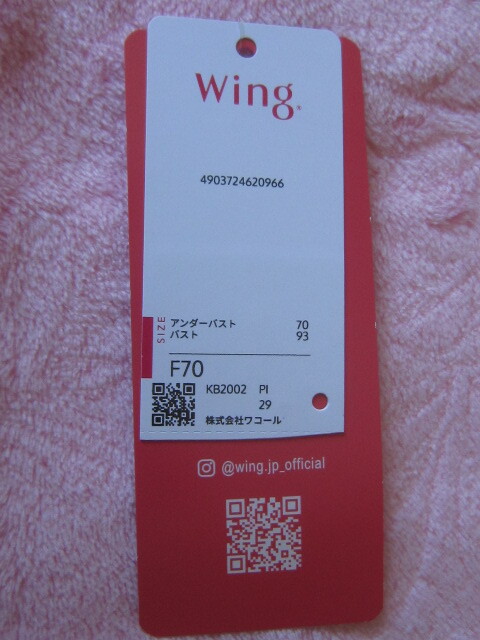 Wing
4903724620966
SIZE
アンダーバスト 70
バスト 93
F70
KB2002 PI
29
株式会社ワコール
@wing.jp_official